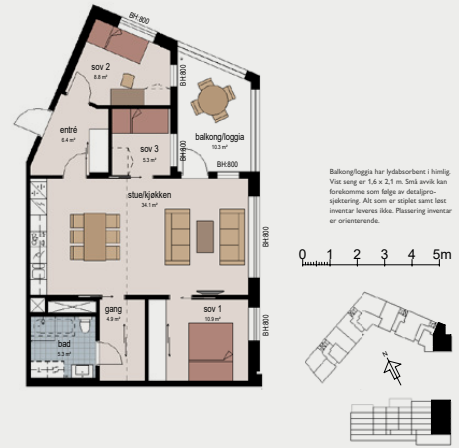 BH:800
sov 2
8.8 m²
BH:800
entré
6.4 m²
sov 3
5.3 m²
balkong/loggia
10.3 m²
BH:800
BH:800
stue/kjøkken
34.1 m²
BH:800
gang
4.9 m²
sov 1
10.9 m²
BH:800
bad
5.3 m²
Balkong/loggia har lydabsorbent i himlig.
Vist seng er 1,6 x 2,1 m. Små avvik kan
forekomme som følge av detaljpro-
sjektering. Alt som er stiplet samt løst
inventar leveres ikke. Plassering inventar
er orienterende.
0 1 2 3 4 5m
N